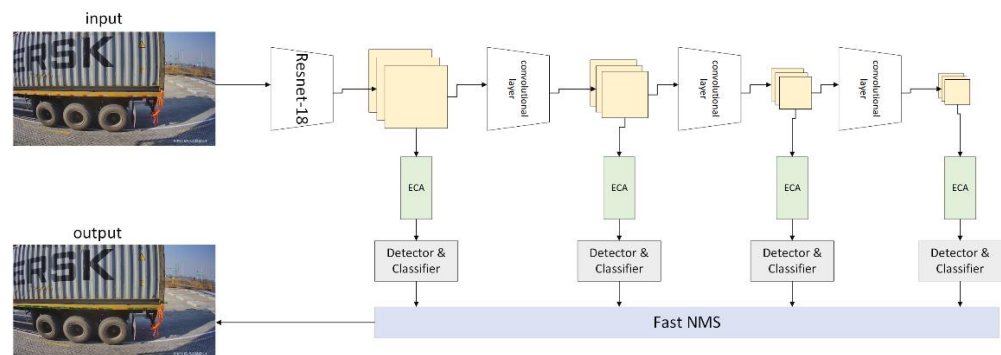 input
ERSK
Resnet-18
convolutional
layer
convolutional
layer
convolutional
layer
ECA
ECA
ECA
ECA
output
ERSK
Detector &
Classifier
Detector &
Classifier
Detector &
Classifier
Detector &
Classifier
Fast NMS